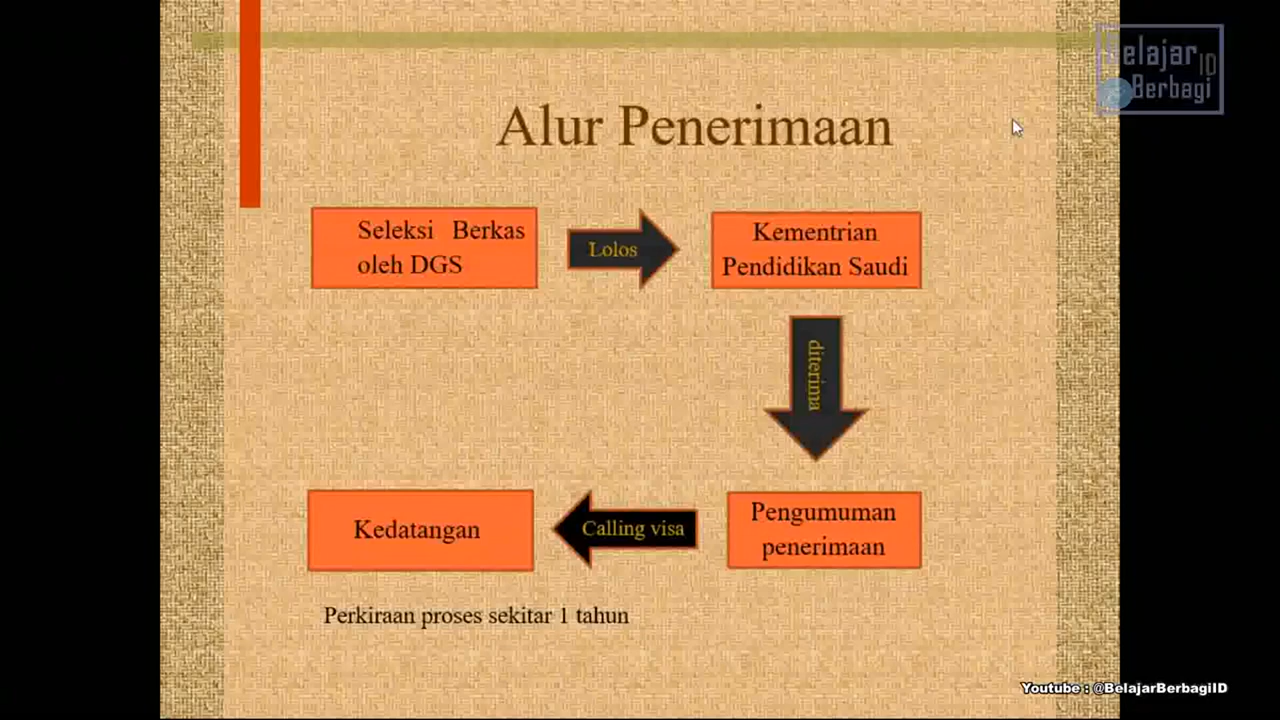 Belajar ID
Berbagi
Alur Penerimaan
Seleksi Berkas
oleh DGS
Lolos
Kementrian
Pendidikan Saudi
diterima
Pengumuman
penerimaan
Calling visa
Kedatangan
Perkiraan proses sekitar 1 tahun
Youtube : @BelajarBerbagiID